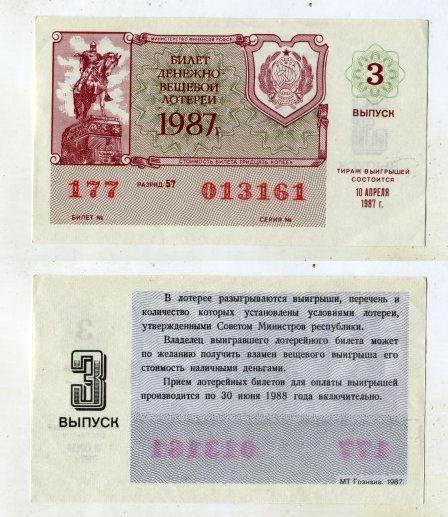 МИНИСТЕРСТВО ФИНАНСОВ РСФСР
БИЛЕТ
ДЕНЕЖНО-
ВЕЩЕВОЙ
ЛОТЕРЕИ
1987г.
СТОИМОСТЬ БИЛЕТА ТРИДЦАТЬ КОПЕЕК
3
ВЫПУСК
177 РАЗРЯД 57 013161
БИЛЕТ № СЕРИЯ №
ТИРАЖ ВЫИГРЫШЕЙ
СОСТОИТСЯ
10 АПРЕЛЯ
1987 г.
3
ВЫПУСК
В лотерее разыгрываются выигрыши, перечень и
количество которых установлены условиями лотереи,
утвержденными Советом Министров республики.
Владелец выигравшего лотерейного билета может
по желанию получить взамен вещевого выигрыша его
стоимость наличными деньгами.
Прием лотерейных билетов для оплаты выигрышей
производится по 30 июня 1988 года включительно.
МТ Гознака. 1987.